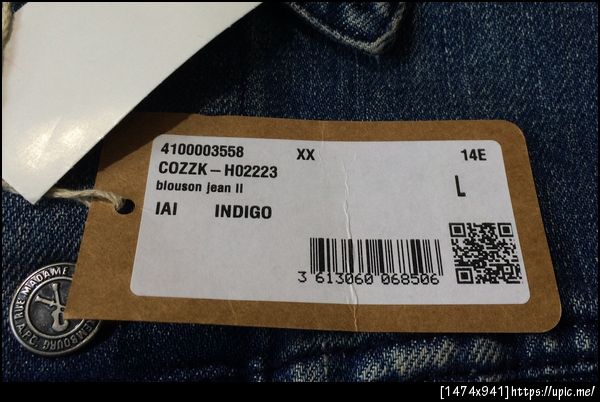 4100003558 XX 14E
COZZK-H02223
blouson jean II L
IAI INDIGO
3 613060 068506
RUE MADAME
A.P.C.
[1474x941]https://upic.me/